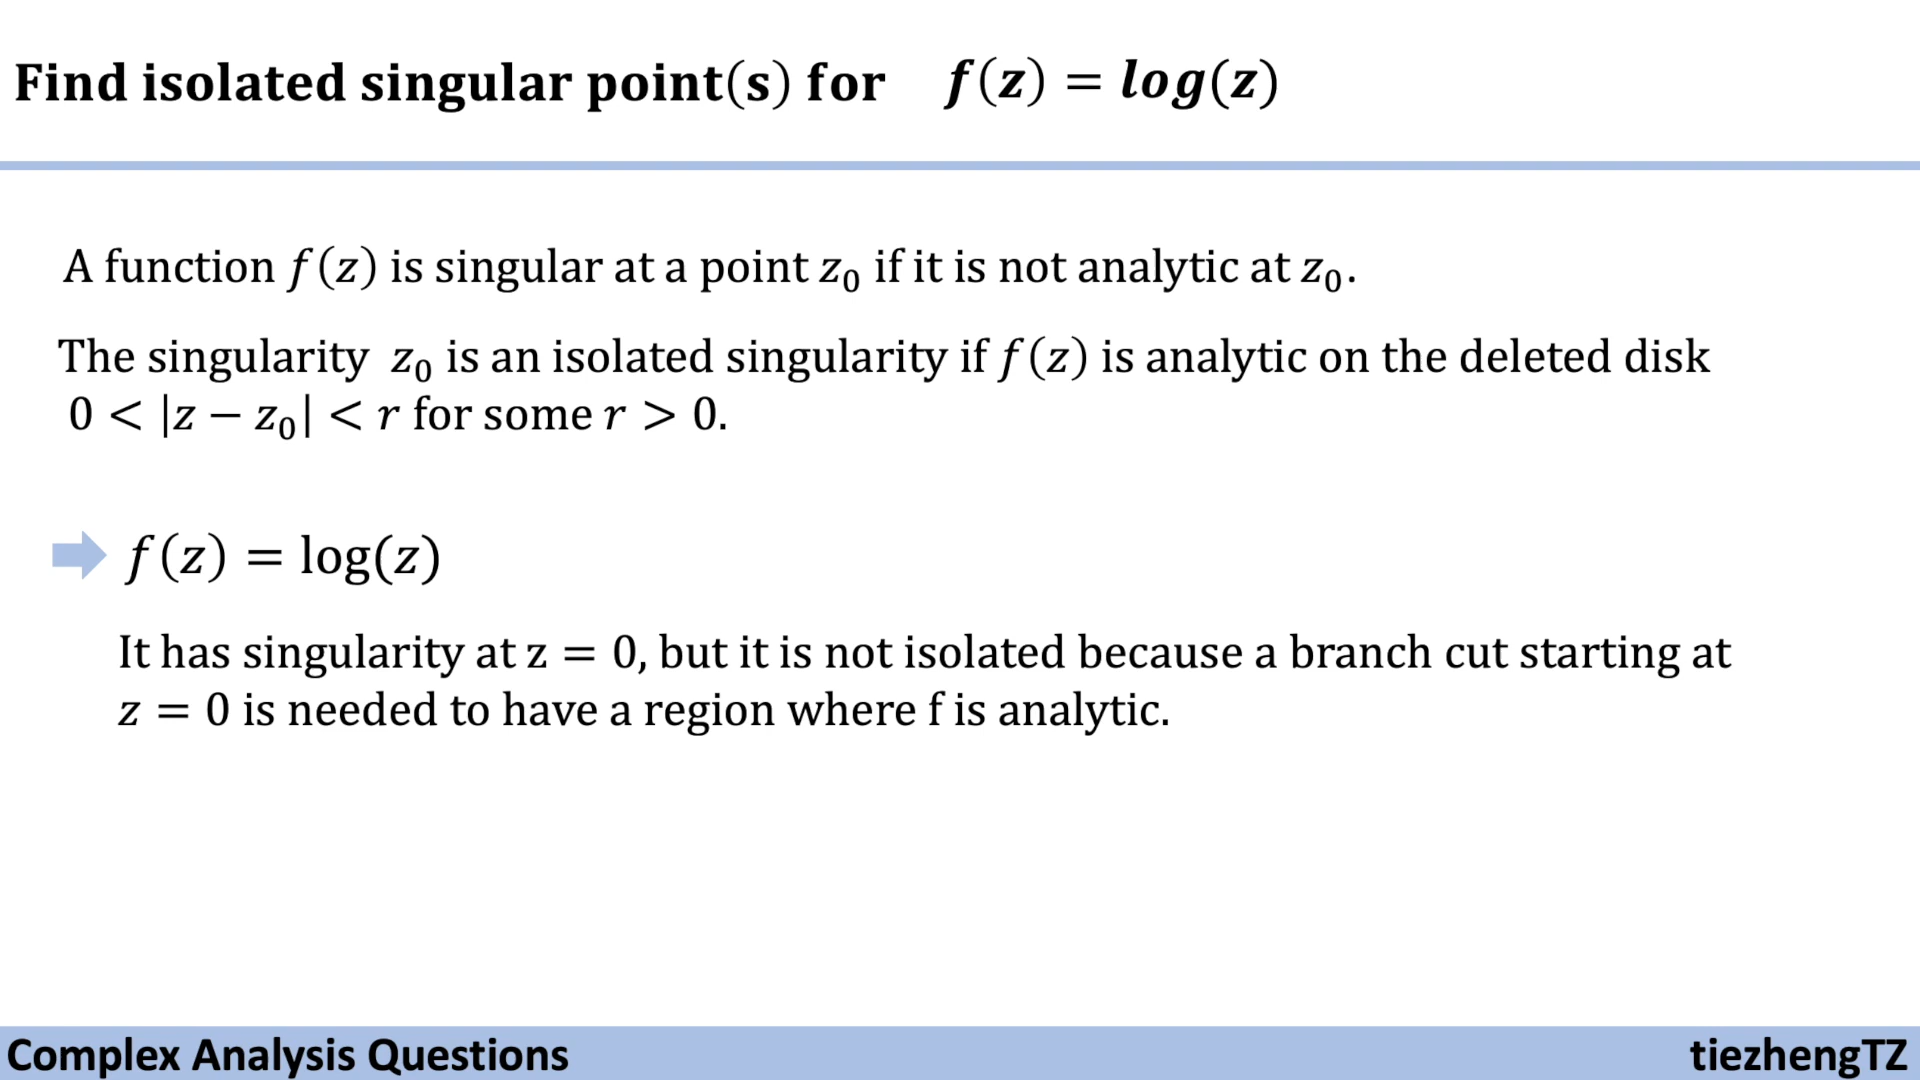 Find isolated singular point(s) for f(z) = log(z)
A function f(z) is singular at a point z₀ if it is not analytic at z₀.
The singularity z₀ is an isolated singularity if f(z) is analytic on the deleted disk
0 < |z − z₀| < r for some r > 0.
f(z) = log(z)
It has singularity at z = 0, but it is not isolated because a branch cut starting at
z = 0 is needed to have a region where f is analytic.
Complex Analysis Questions
tiezhengTZ